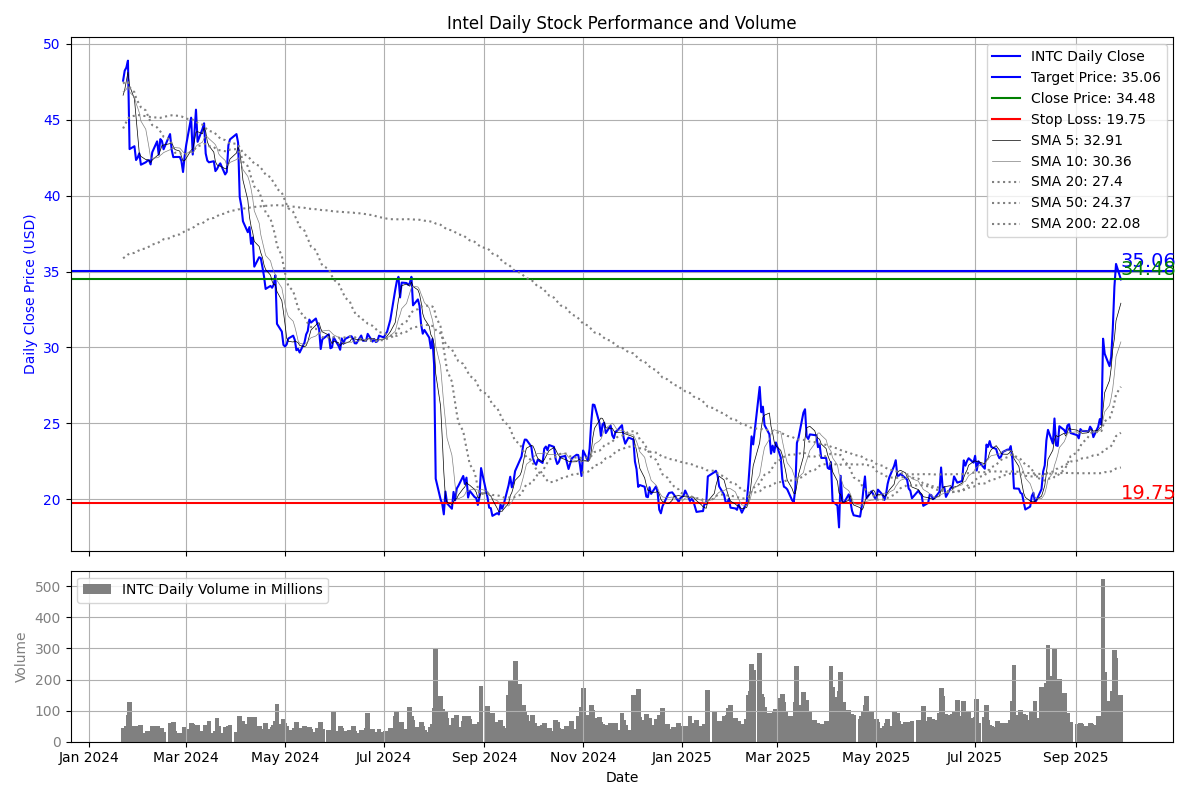 Intel Daily Stock Performance and Volume
Daily Close Price (USD)
50
45
40
35
30
25
20
INTC Daily Close
Target Price: 35.06
Close Price: 34.48
Stop Loss: 19.75
SMA 5: 32.91
SMA 10: 30.36
SMA 20: 27.4
SMA 50: 24.37
SMA 200: 22.08
35.06
34.48
19.75
Volume
500
400
300
200
100
0
INTC Daily Volume in Millions
Jan 2024 Mar 2024 May 2024 Jul 2024 Sep 2024 Nov 2024 Jan 2025 Mar 2025 May 2025 Jul 2025 Sep 2025
Date